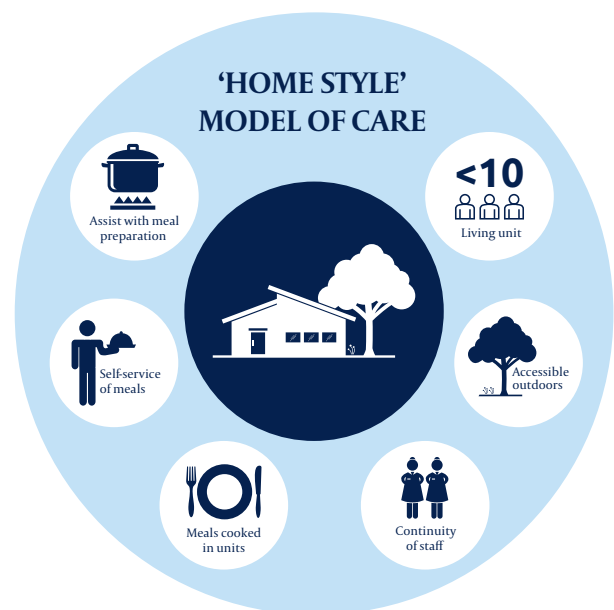 ‘HOME STYLE’
MODEL OF CARE
Assist with meal
preparation
<10
Living unit
Self-service
of meals
Accessible
outdoors
Meals cooked
in units
Continuity
of staff